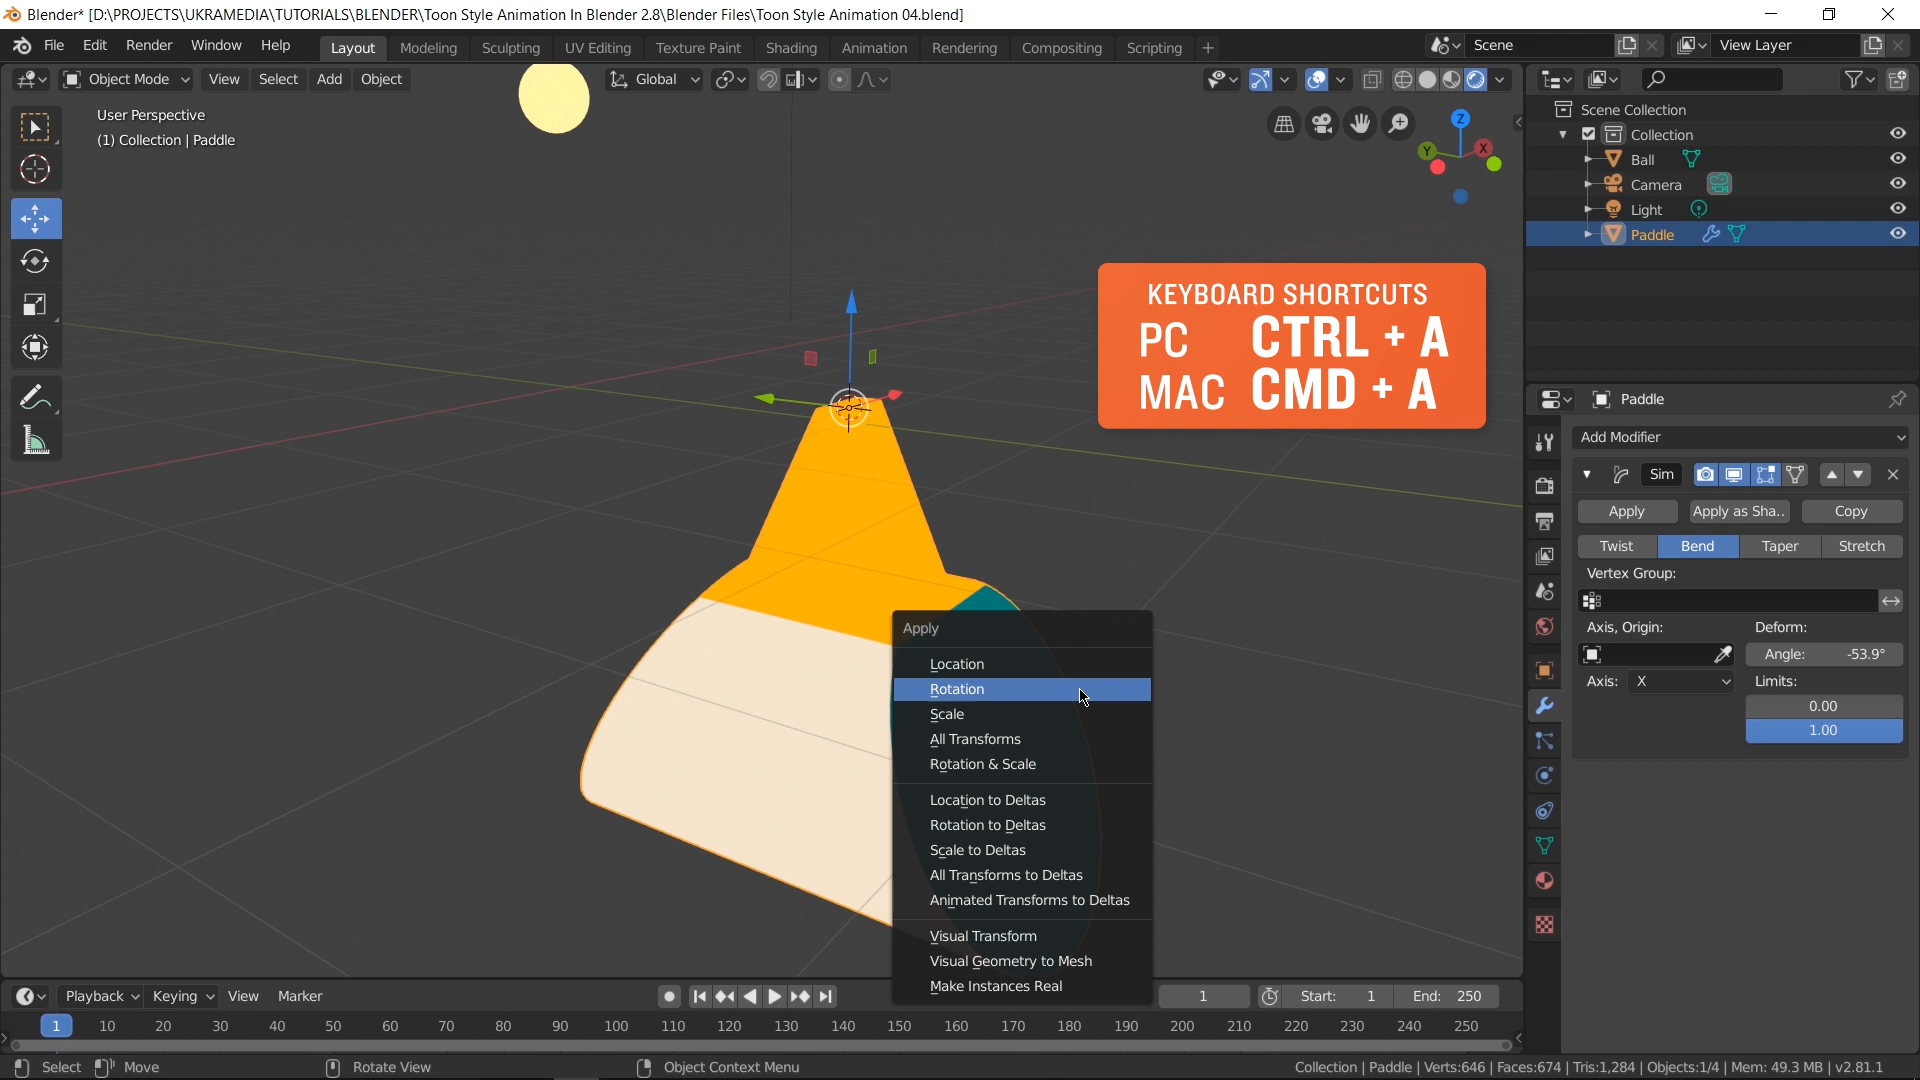 Blender* [D:\PROJECTS\UKRAMEDIA\TUTORIALS\BLENDER\Toon Style Animation In Blender 2.8\Blender Files\Toon Style Animation 04.blend]
File Edit Render Window Help Layout Modeling Sculpting UV Editing Texture Paint Shading Animation Rendering Compositing Scripting + Scene View Layer
Object Mode View Select Add Object Global
User Perspective
(1) Collection | Paddle
Z
Y
X
Scene Collection
Collection
Ball
Camera
Light
Paddle
KEYBOARD SHORTCUTS
PC CTRL + A
MAC CMD + A
Paddle
Add Modifier
Sim
Apply Apply as Sha.. Copy
Twist Bend Taper Stretch
Vertex Group:
Axis, Origin: Deform:
Angle: -53.9°
Axis: X Limits:
0.00
1.00
Apply
Location
Rotation
Scale
All Transforms
Rotation & Scale
Location to Deltas
Rotation to Deltas
Scale to Deltas
All Transforms to Deltas
Animated Transforms to Deltas
Visual Transform
Visual Geometry to Mesh
Make Instances Real
Playback Keying View Marker 1 Start: 1 End: 250
1 10 20 30 40 50 60 70 80 90 100 110 120 130 140 150 160 170 180 190 200 210 220 230 240 250
Select Move Rotate View Object Context Menu Collection | Paddle | Verts:646 | Faces:674 | Tris:1,284 | Objects:1/4 | Mem: 49.3 MB | v2.81.1